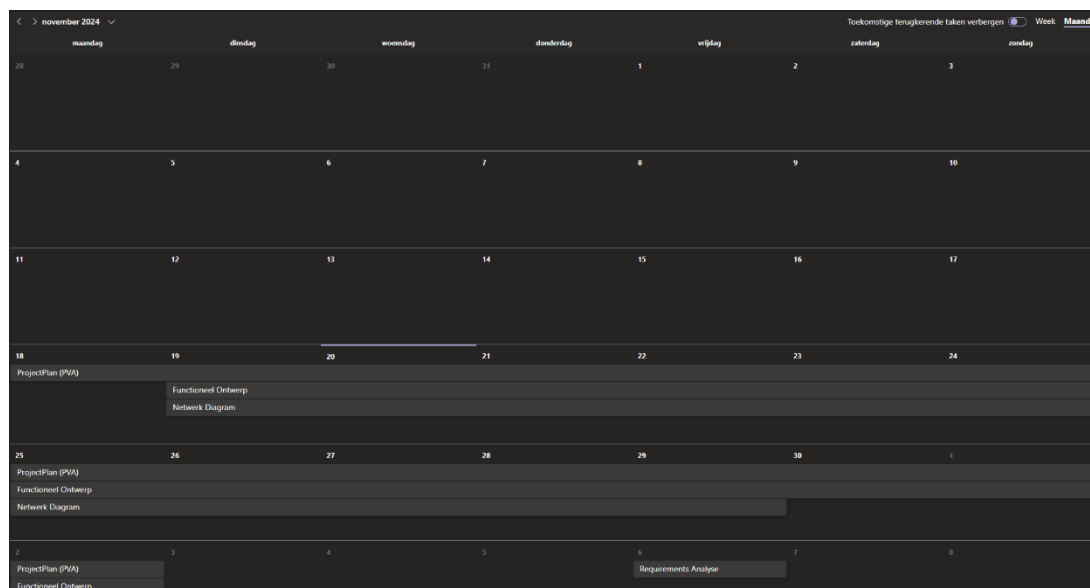 november 2024 Toekomstige terugkerende taken verbergen Week Maand
maandag dinsdag woensdag donderdag vrijdag zaterdag zondag
28 29 30 31 1 2 3
4 5 6 7 8 9 10
11 12 13 14 15 16 17
18 19 20 21 22 23 24
ProjectPlan (PVA)
Functioneel Ontwerp
Netwerk Diagram
25 26 27 28 29 30 1
ProjectPlan (PVA)
Functioneel Ontwerp
Netwerk Diagram
2 3 4 5 6 7 8
ProjectPlan (PVA) Requirements Analyse
Functioneel Ontwerp